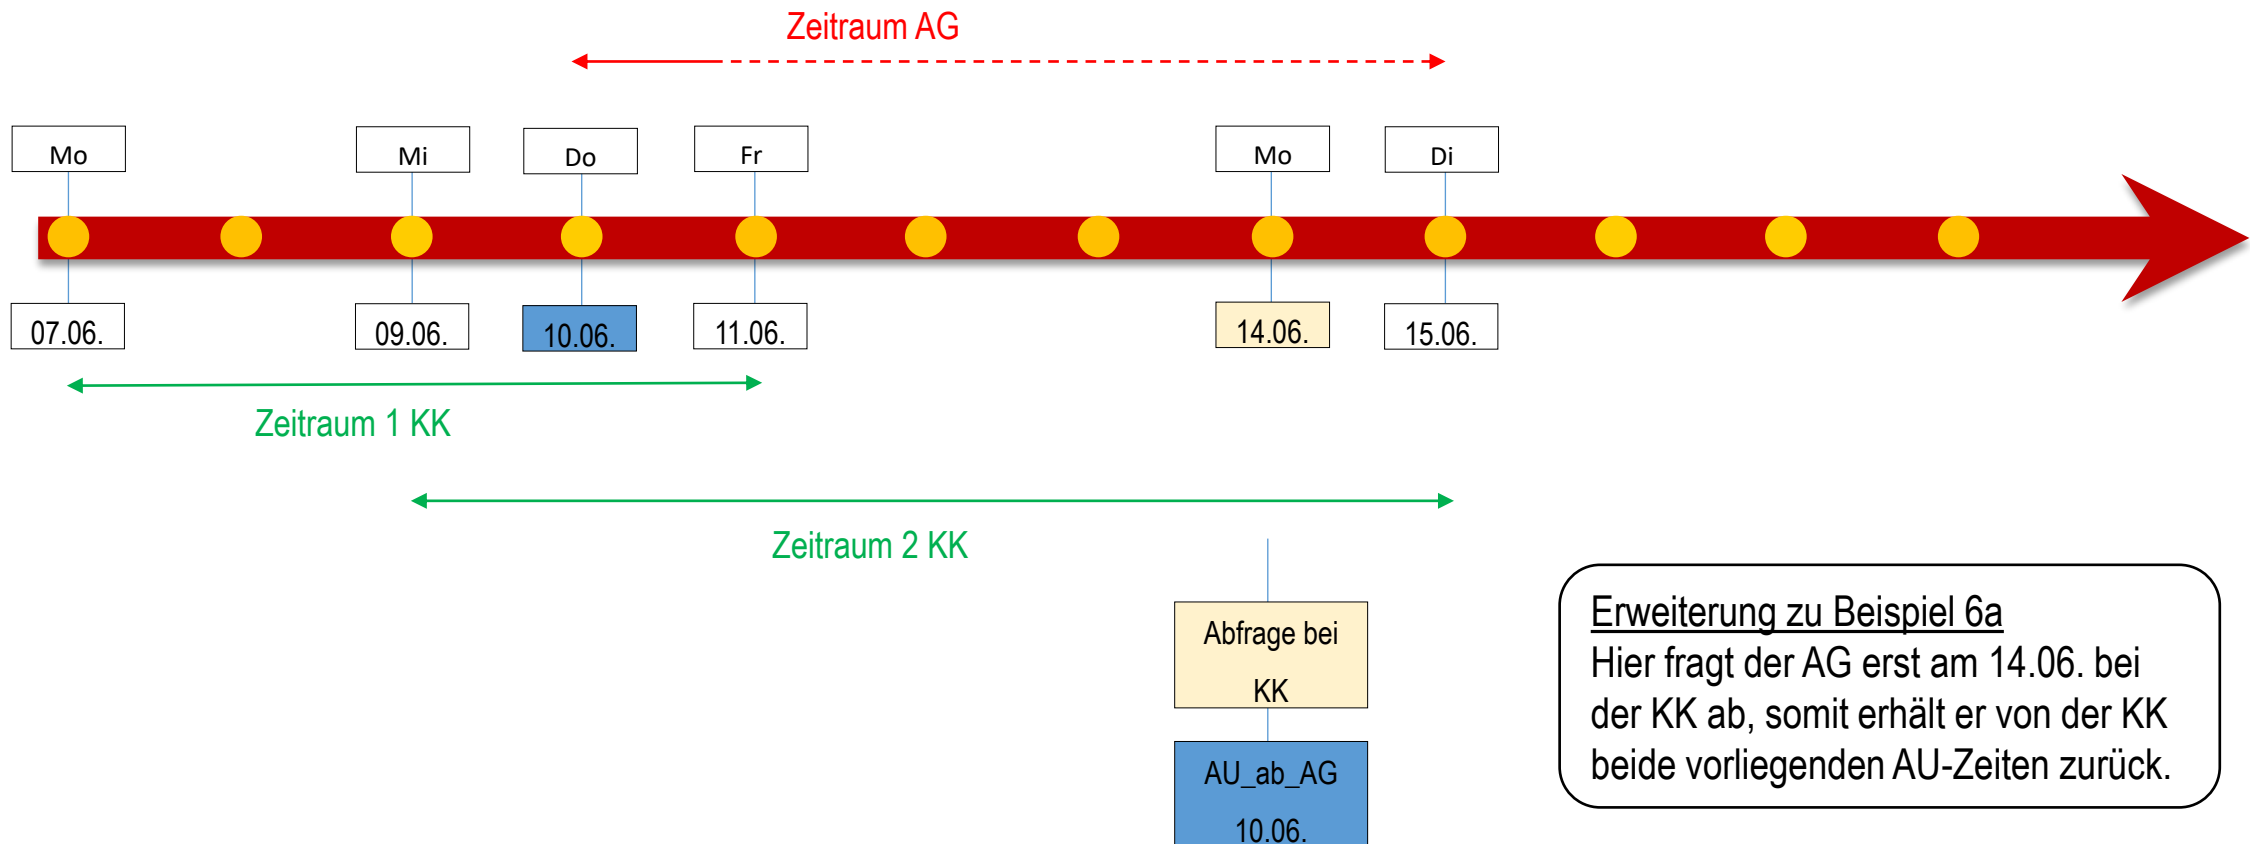 Zeitraum AG
Mo
Mi
Do
Fr
Mo
Di
07.06.
09.06.
10.06.
11.06.
14.06.
15.06.
Zeitraum 1 KK
Zeitraum 2 KK
Abfrage bei
KK
AU_ab_AG
10.06.
Erweiterung zu Beispiel 6a
Hier fragt der AG erst am 14.06. bei
der KK ab, somit erhält er von der KK
beide vorliegenden AU-Zeiten zurück.